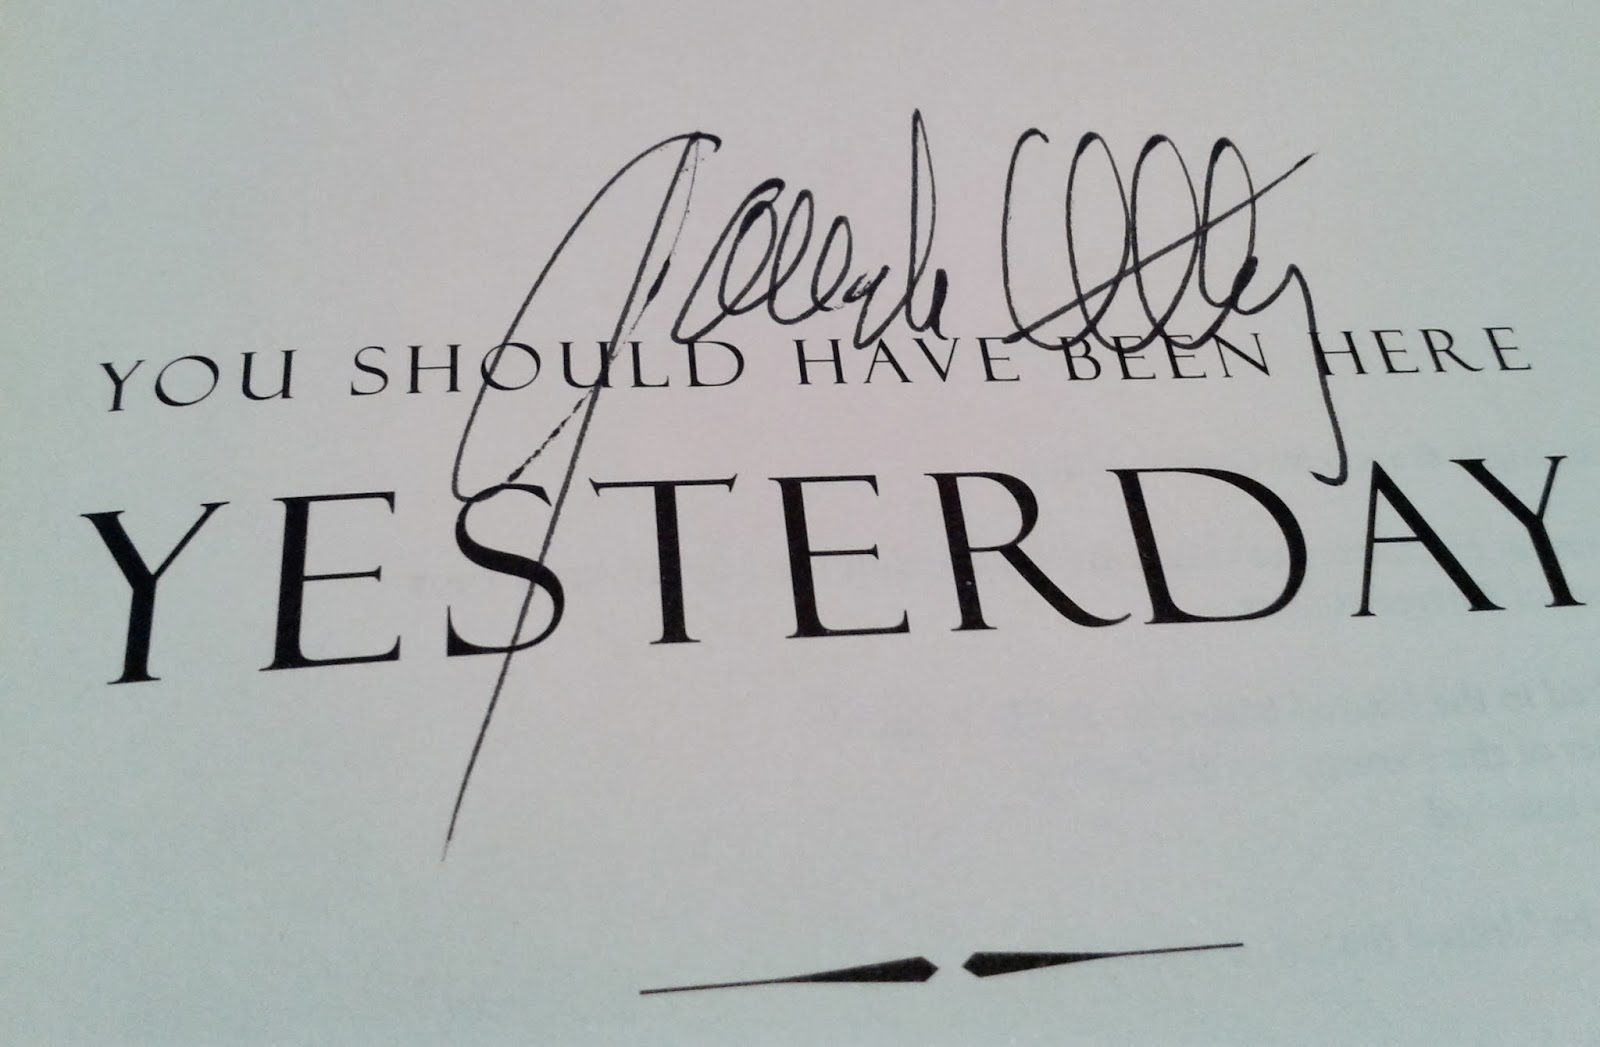 YOU SHOULD HAVE BEEN HERE
YESTERDAY